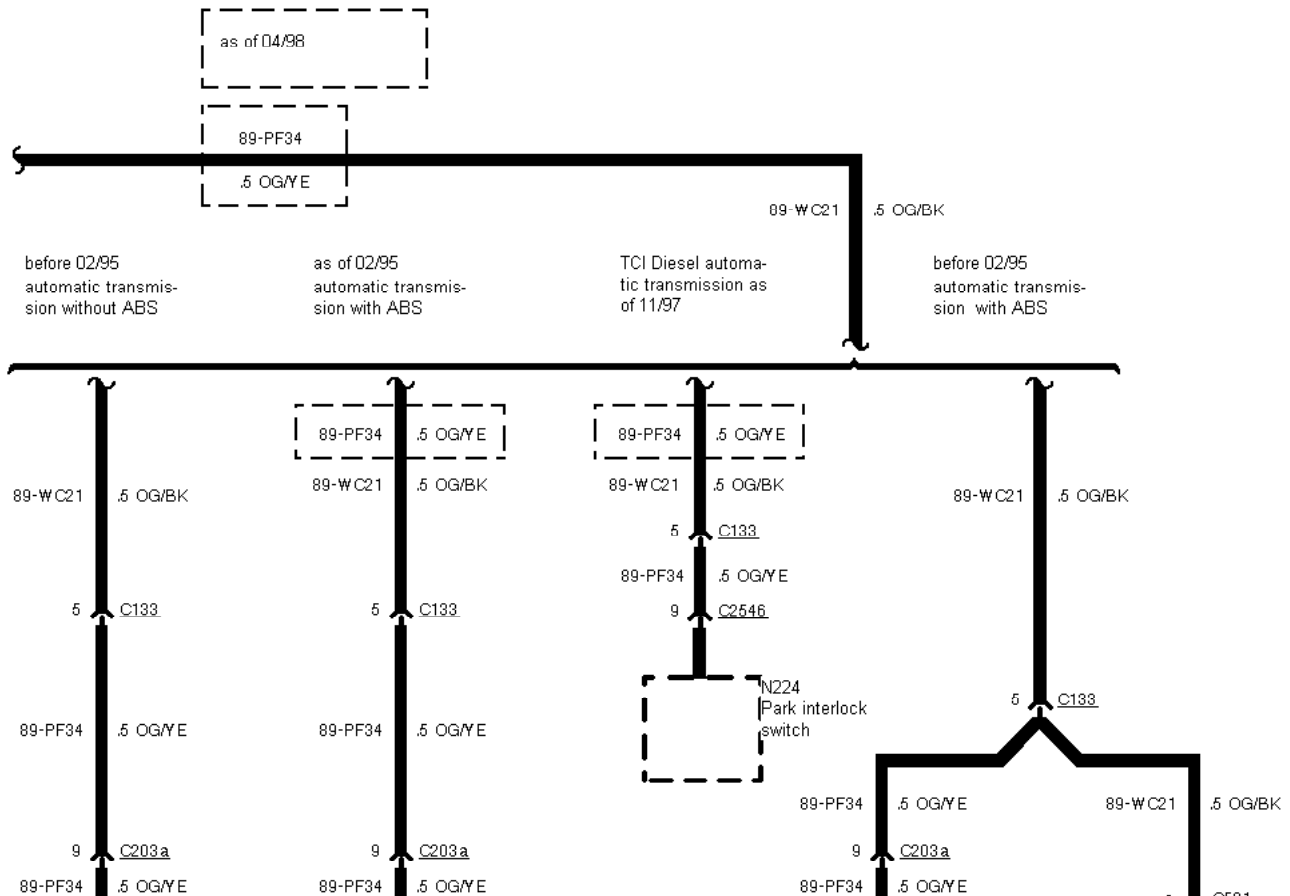 as of 04/98
89-PF34
.5 OG/YE
89-WC21 .5 OG/BK
before 02/95
automatic transmis-
sion without ABS
as of 02/95
automatic transmis-
sion with ABS
TCI Diesel automa-
tic transmission as
of 11/97
before 02/95
automatic transmis-
sion with ABS
89-PF34 .5 OG/YE
89-PF34 .5 OG/YE
89-WC21 .5 OG/BK
89-WC21 .5 OG/BK
89-WC21 .5 OG/BK
89-WC21 .5 OG/BK
5 C133
89-PF34 .5 OG/YE
5 C133
5 C133
9 C2546
N224
Park interlock
switch
5 C133
89-PF34 .5 OG/YE
89-PF34 .5 OG/YE
89-PF34 .5 OG/YE
89-WC21 .5 OG/BK
9 C203a
9 C203a
9 C203a
89-PF34 .5 OG/YE
89-PF34 .5 OG/YE
89-PF34 .5 OG/YE